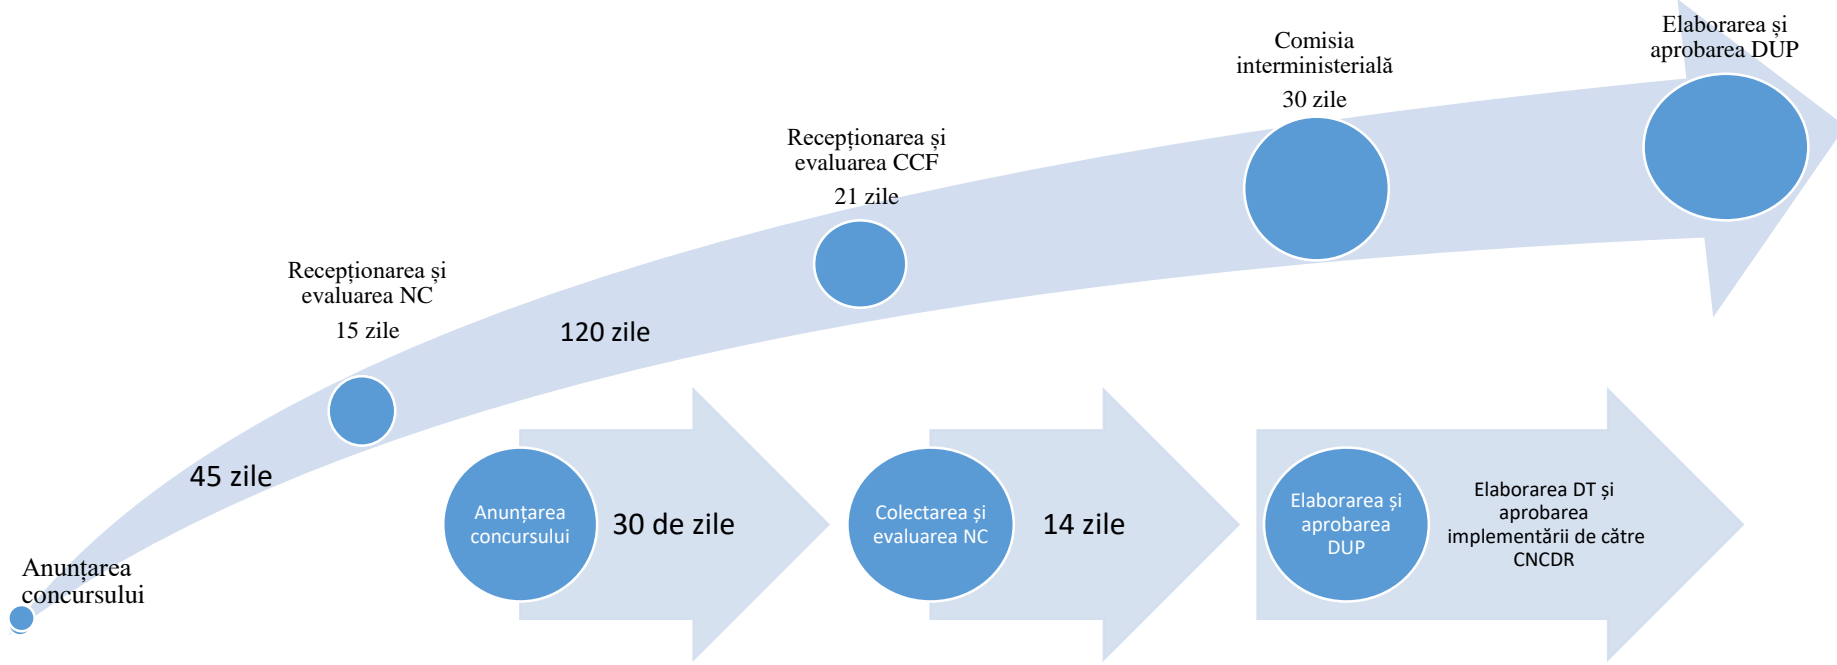 Elaborarea și
aprobarea DUP
Comisia
interministerială
30 zile
Recepționarea și
evaluarea CCF
21 zile
Recepționarea și
evaluarea NC
15 zile
120 zile
45 zile
Anunțarea
concursului
Anunțarea
concursului
30 de zile
Colectarea și
evaluarea NC
14 zile
Elaborarea și
aprobarea
DUP
Elaborarea DT și
aprobarea
implementării de către
CNCDR